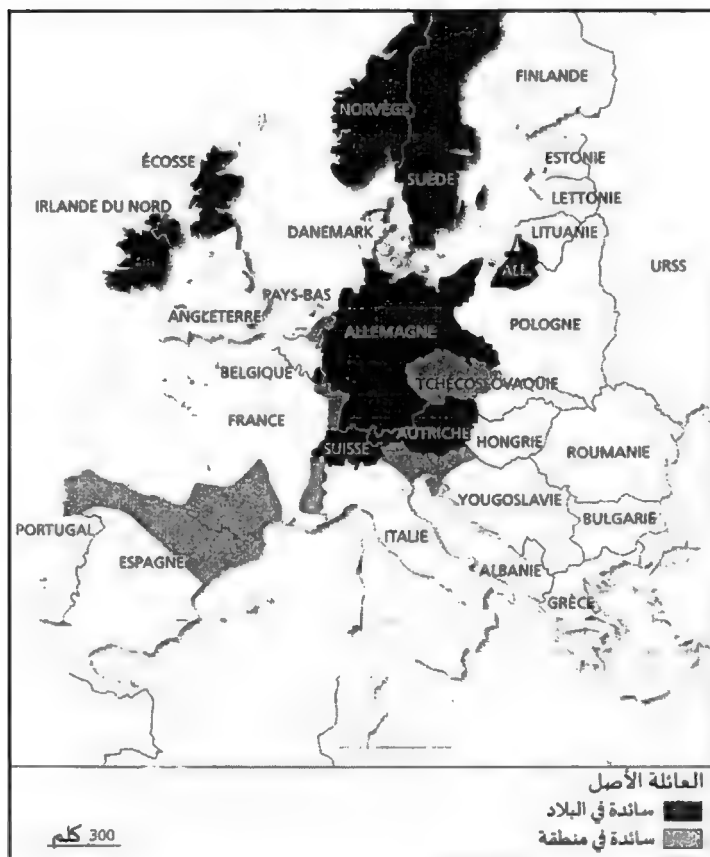 FINLANDE
NORVÈGE
ÉCOSSE
SUÈDE
ESTONIE
LETTONIE
IRLANDE DU NORD
DANEMARK
LITUANIE
ALL.
URSS
PAYS-BAS
ANGLETERRE
ALLEMAGNE
POLOGNE
BELGIQUE
TCHÉCOSLOVAQUIE
FRANCE
SUISSE
AUTRICHE
HONGRIE
ROUMANIE
YOUGOSLAVIE
PORTUGAL
BULGARIE
ESPAGNE
ITALIE
ALBANIE
GRÈCE
العائلة الأصل
سائدة في البلاد
سائدة في منطقة
300 كلم